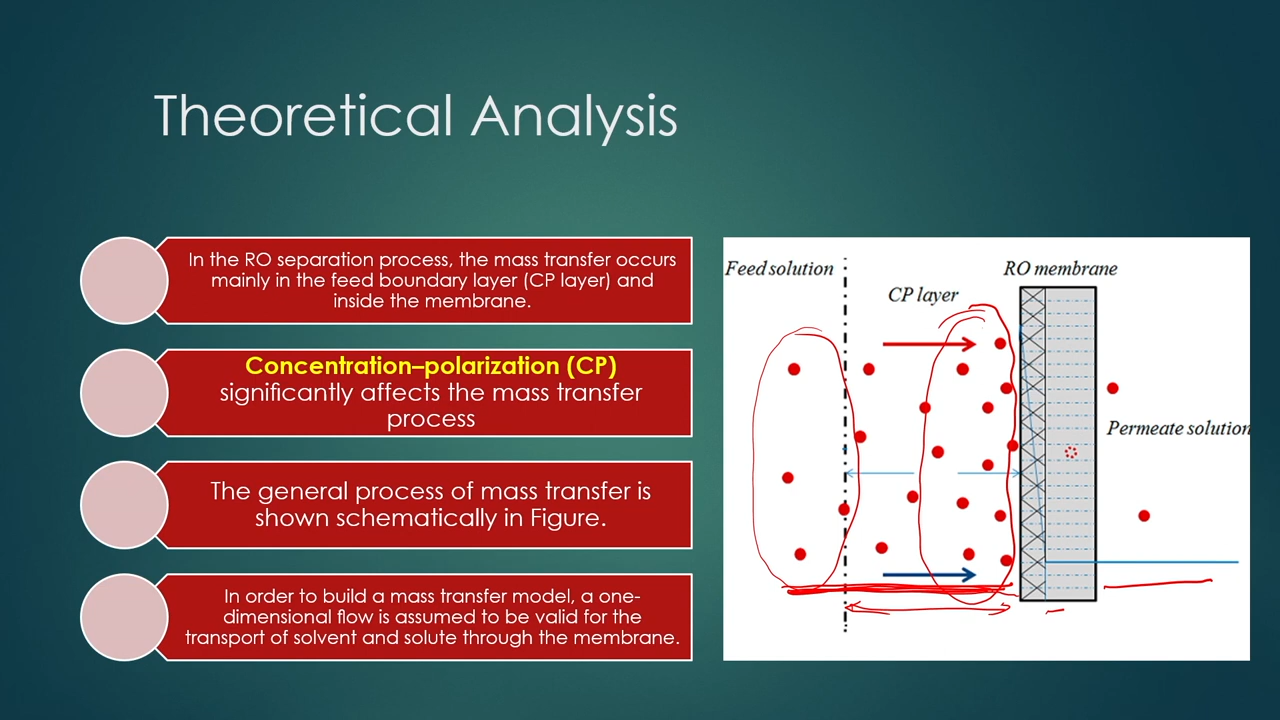 Theoretical Analysis
In the RO separation process, the mass transfer occurs
mainly in the feed boundary layer (CP layer) and
inside the membrane.
Concentration–polarization (CP)
significantly affects the mass transfer
process
The general process of mass transfer is
shown schematically in Figure.
In order to build a mass transfer model, a one-
dimensional flow is assumed to be valid for the
transport of solvent and solute through the membrane.
Feed solution
RO membrane
CP layer
Permeate solution